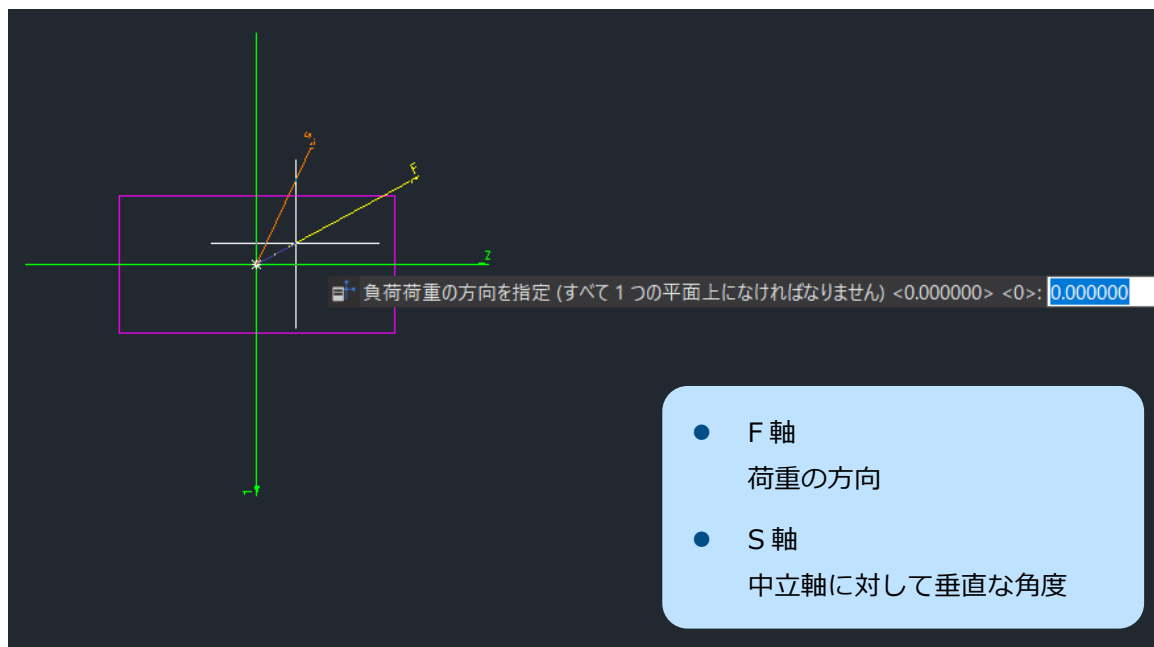 S
F
Z
1
負荷荷重の方向を指定 (すべて 1 つの平面上になければなりません) <0.000000> <0>: 0.000000
● F 軸
荷重の方向
● S 軸
中立軸に対して垂直な角度